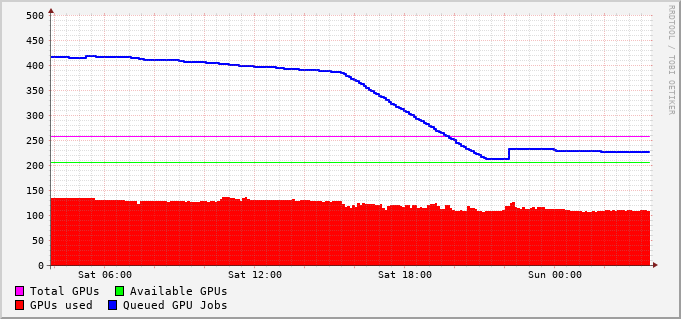 500
450
400
350
300
250
200
150
100
50
0
Sat 06:00 Sat 12:00 Sat 18:00 Sun 00:00
Total GPUs Available GPUs
GPUs used Queued GPU Jobs
RRDTOOL / TOBI OETIKER